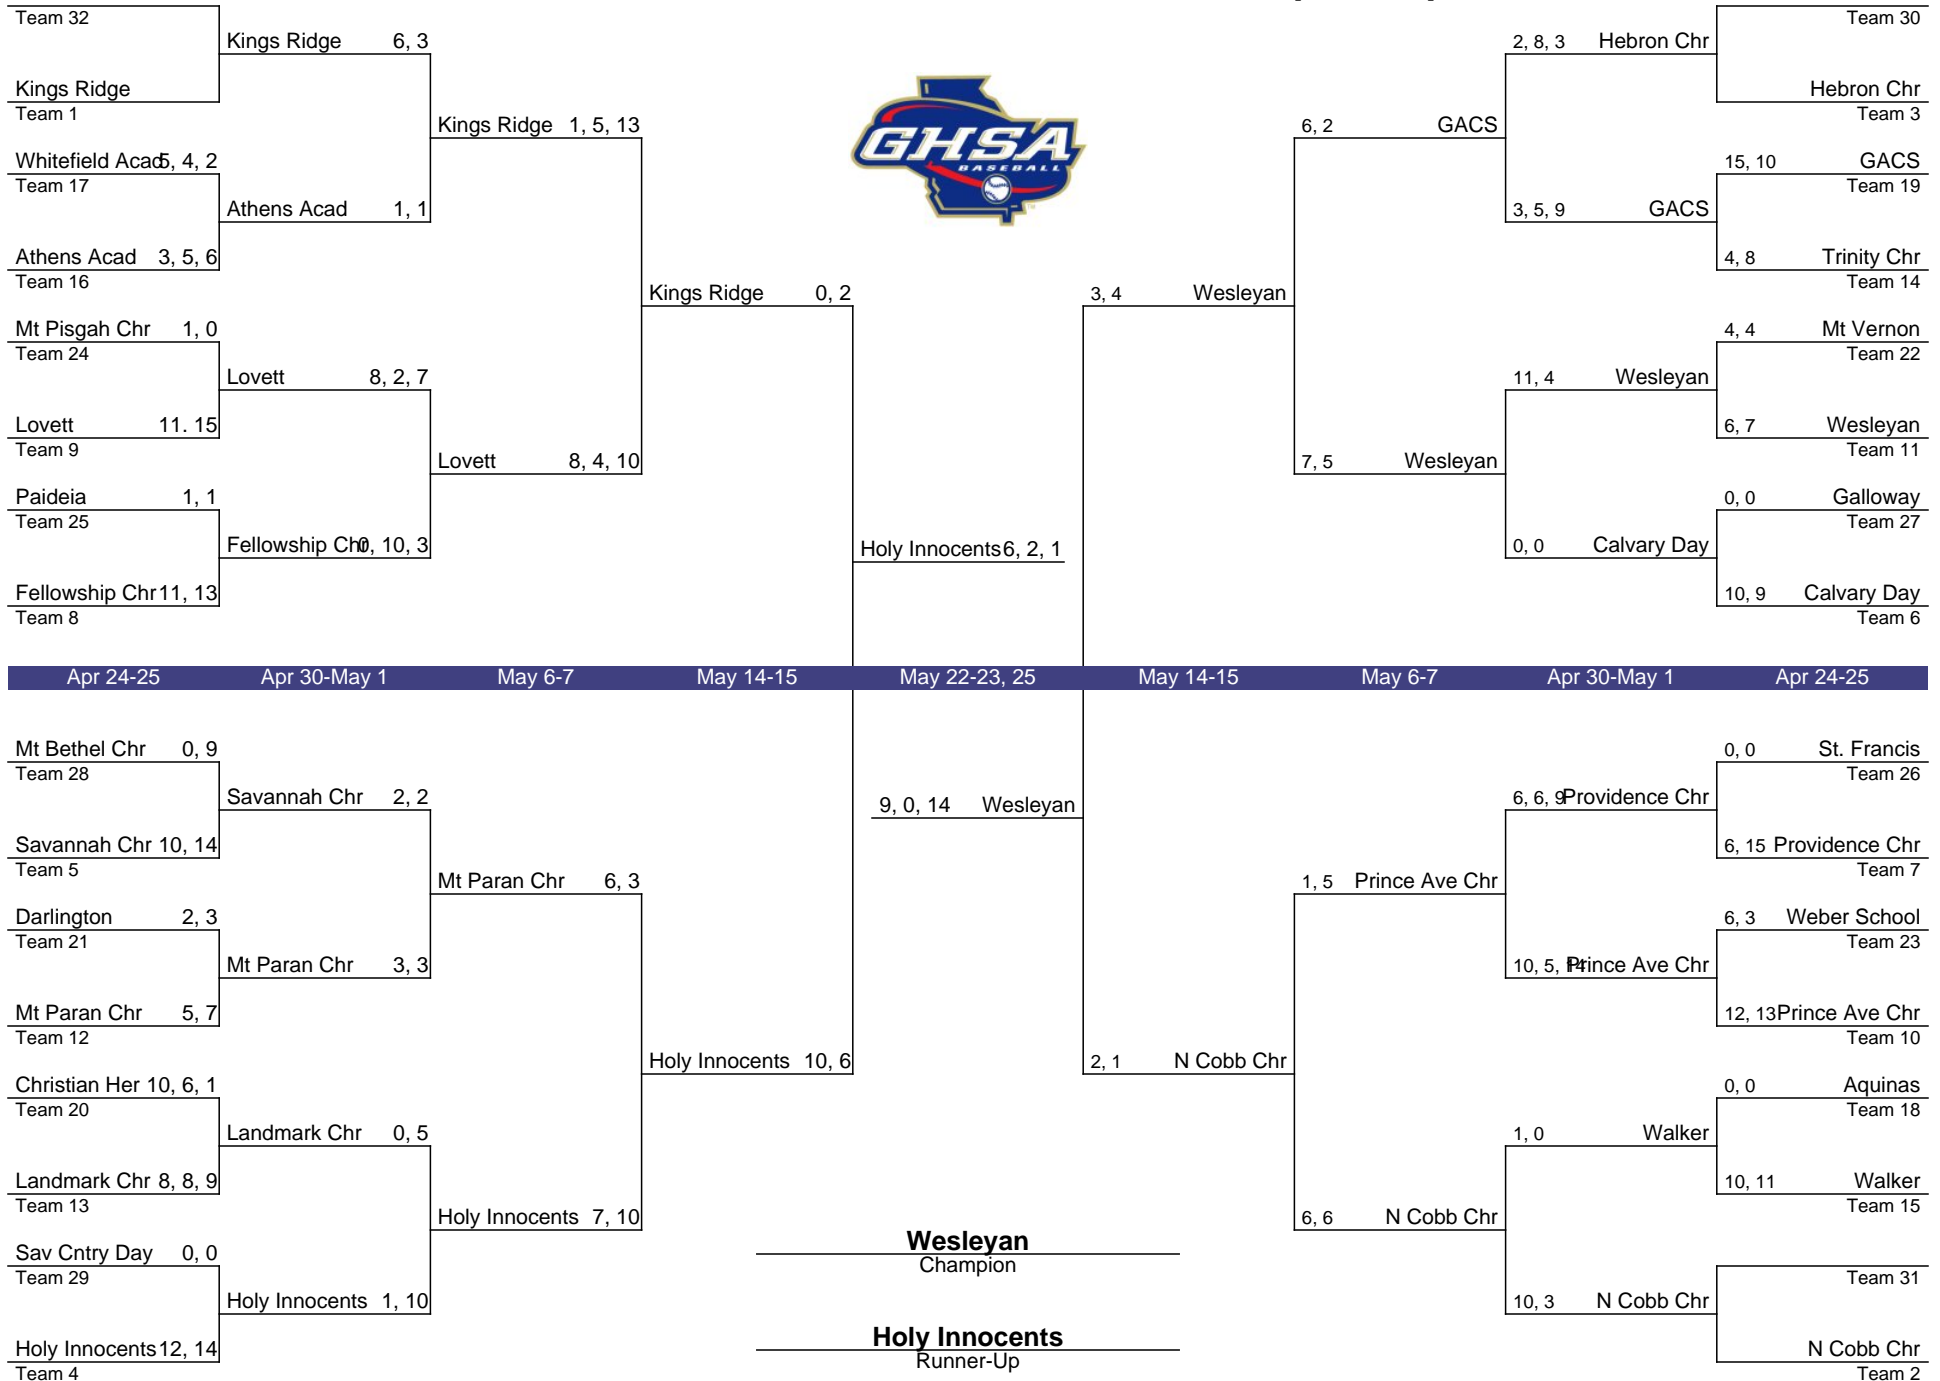 Team 32
Kings Ridge 6, 3
Kings Ridge
Team 1
Kings Ridge 1, 5, 13
Whitefield Acad 5, 4, 2
Team 17
Athens Acad 1, 1
Athens Acad 3, 5, 6
Team 16
Kings Ridge 0, 2
Mt Pisgah Chr 1, 0
Team 24
Lovett 8, 2, 7
Lovett 11. 15
Team 9
Lovett 8, 4, 10
Paideia 1, 1
Team 25
Fellowship Chr 0, 10, 3
Fellowship Chr 11, 13
Team 8
Holy Innocents 6, 2, 1
GHSA
BASEBALL
Team 30
2, 8, 3 Hebron Chr
Hebron Chr
Team 3
6, 2 GACS
15, 10 GACS
Team 19
3, 5, 9 GACS
4, 8 Trinity Chr
Team 14
3, 4 Wesleyan
4, 4 Mt Vernon
Team 22
11, 4 Wesleyan
6, 7 Wesleyan
Team 11
7, 5 Wesleyan
0, 0 Galloway
Team 27
0, 0 Calvary Day
10, 9 Calvary Day
Team 6
Apr 24-25 Apr 30-May 1 May 6-7 May 14-15 May 22-23, 25 May 14-15 May 6-7 Apr 30-May 1 Apr 24-25
Mt Bethel Chr 0, 9
Team 28
Savannah Chr 2, 2
Savannah Chr 10, 14
Team 5
Mt Paran Chr 6, 3
Darlington 2, 3
Team 21
Mt Paran Chr 3, 3
Mt Paran Chr 5, 7
Team 12
Holy Innocents 10, 6
Christian Her 10, 6, 1
Team 20
Landmark Chr 0, 5
Landmark Chr 8, 8, 9
Team 13
Holy Innocents 7, 10
Sav Cntry Day 0, 0
Team 29
Holy Innocents 1, 10
Holy Innocents 12, 14
Team 4
9, 0, 14 Wesleyan
0, 0 St. Francis
Team 26
6, 6, 9 Providence Chr
6, 15 Providence Chr
Team 7
1, 5 Prince Ave Chr
6, 3 Weber School
Team 23
10, 5, 14 Prince Ave Chr
12, 13 Prince Ave Chr
Team 10
2, 1 N Cobb Chr
0, 0 Aquinas
Team 18
1, 0 Walker
10, 11 Walker
Team 15
6, 6 N Cobb Chr
Team 31
10, 3 N Cobb Chr
N Cobb Chr
Team 2
Wesleyan
Champion
Holy Innocents
Runner-Up